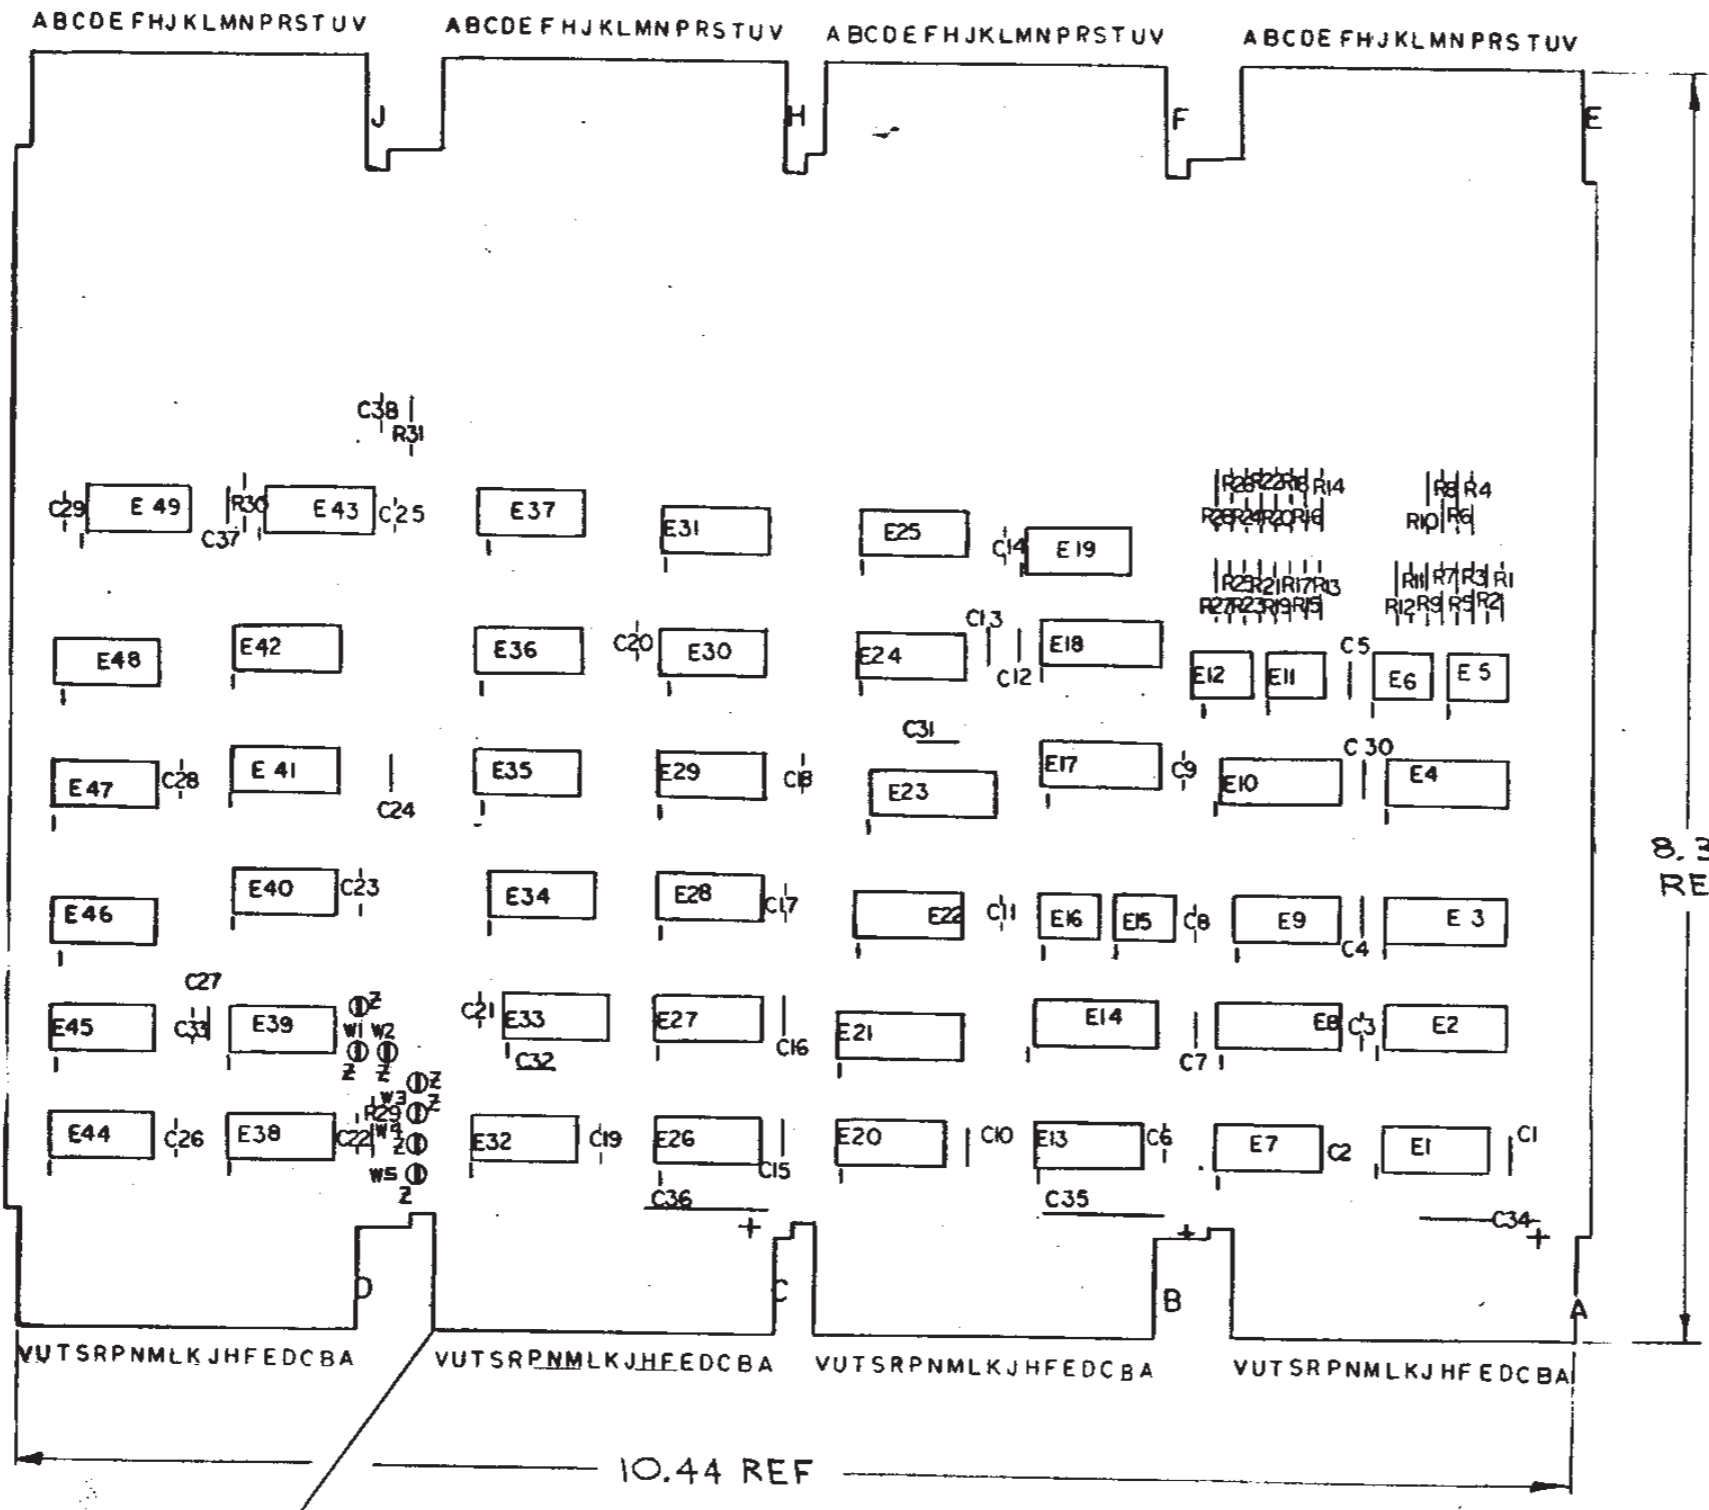 ABCDEFHJKLMNPRSTUV ABCDEFHJKLMNPRSTUV ABCDEFHJKLMNPRSTUV ABCDEFHJKLMNPRSTUV
J H F E
C38
R31
C29 E49 R30 E43 C25 E37 E31 E25 C14 E19 R26 R22 R18 R14 R8 R4
C37 R28 R24 R20 R16 R10 R6
R25 R21 R17 R13 R11 R7 R3 R1
R27 R23 R19 R15 R12 R9 R5 R2
E48 E42 E36 C20 E30 E24 C13 C12 E18 E12 E11 C5 E6 E5
C31
E47 C28 E41 C24 E35 E29 C18 E23 E17 C9 E10 C30 E4
8.3
RE
E46 E40 C23 E34 E28 C17 E22 C11 E16 E15 C8 E9 C4 E3
C27 Z
E45 C33 E39 W1 W2 C21 E33 E27 C16 E21 E14 C7 E8 C3 E2
Z Z C32
Z
W3 Z
R29
E44 C26 E38 C22 W4 Z E32 C19 E26 C15 E20 C10 E13 C6 E7 C2 E1 C1
W5
Z
C36 C35 C34
+ + +
D C B A
VUTSRPNMLKJHFEDCBA VUTSRPNMLKJHFEDCBA VUTSRPNMLKJHFEDCBA VUTSRPNMLKJHFEDCBA
10.44 REF